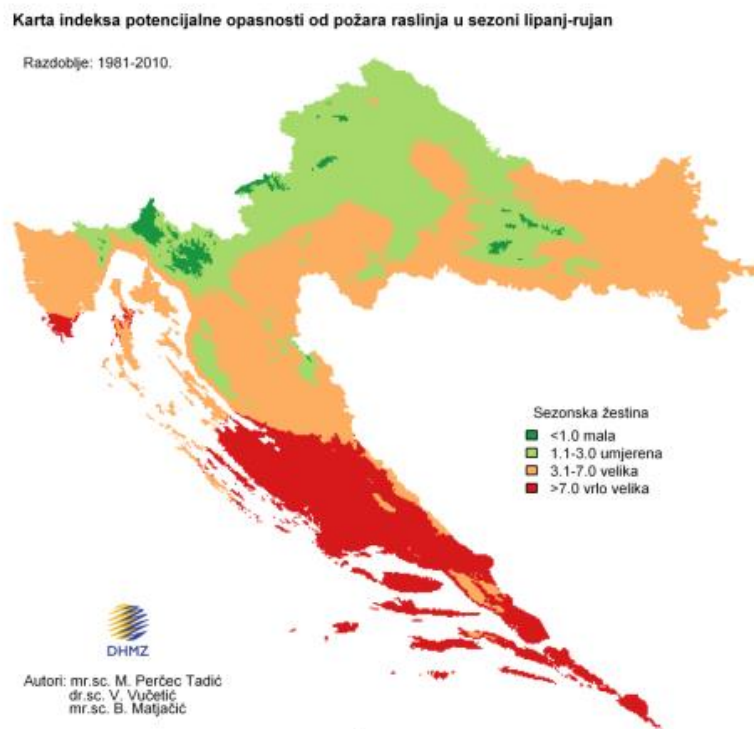 Karta indeksa potencijalne opasnosti od požara raslinja u sezoni lipanj-rujan
Razdoblje: 1981-2010.
Sezonska žestina
<1.0 mala
1.1-3.0 umjerena
3.1-7.0 velika
>7.0 vrlo velika
DHMZ
Autori: mr.sc. M. Perčec Tadić
dr.sc. V. Vučetić
mr.sc. B. Matjačić